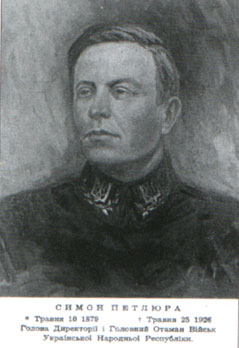 СИМОН ПЕТЛЮРА
* Травня 10 1879 † Травня 25 1926
Голова Директорії і Головний Отаман Військ
Української Народньої Республіки.